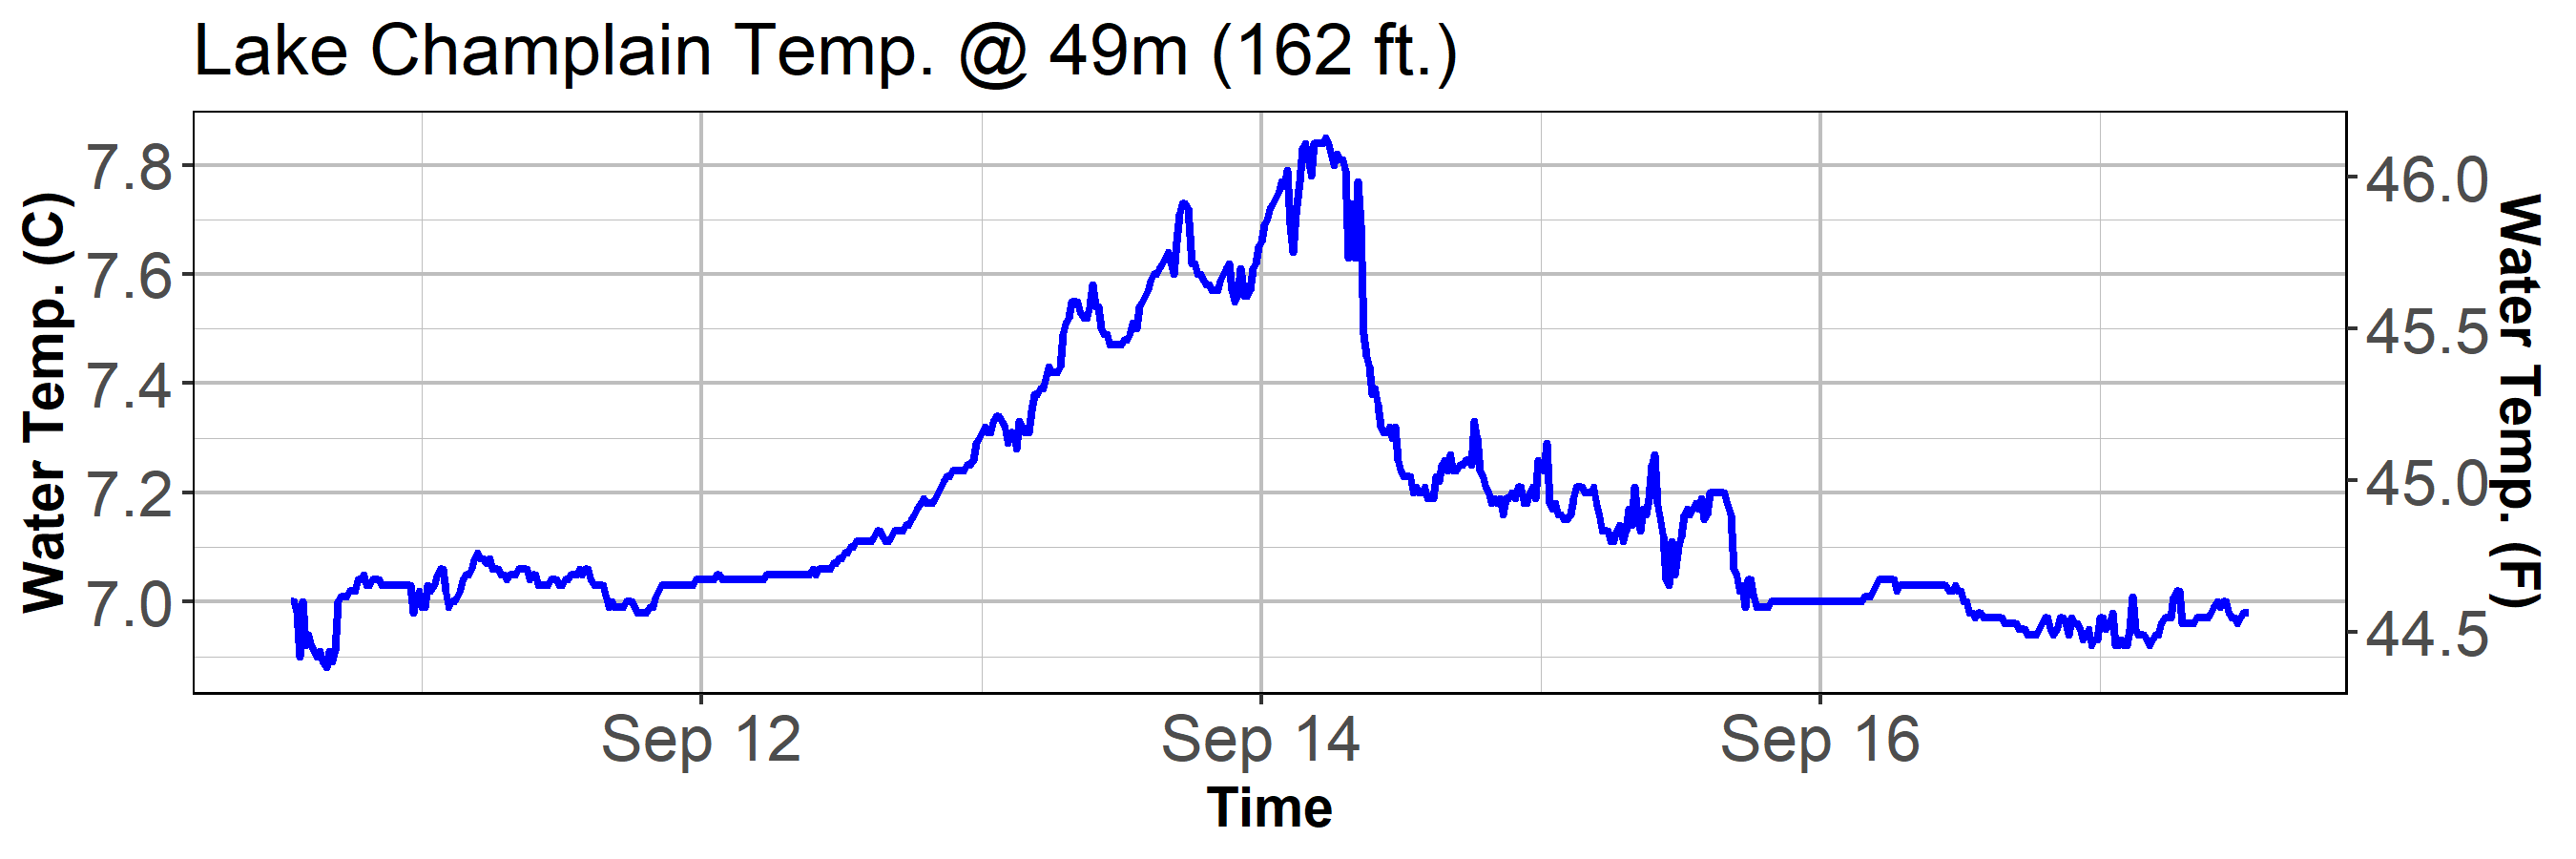 Lake Champlain Temp. @ 49m (162 ft.)
Water Temp. (C)
7.8
7.6
7.4
7.2
7.0
46.0
45.5
45.0
44.5
Water Temp. (F)
Sep 12
Sep 14
Sep 16
Time